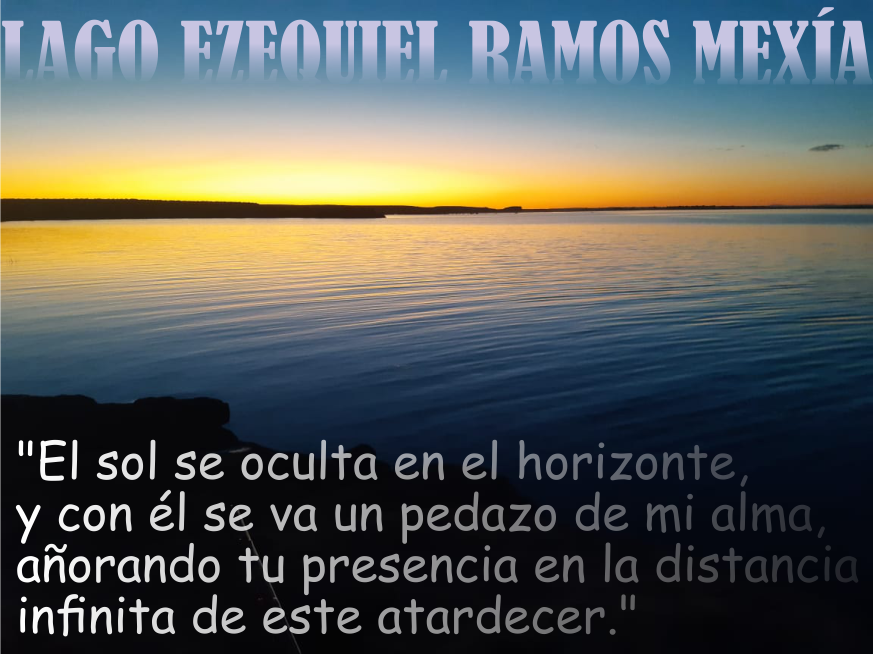 LAGO EZEQUIEL RAMOS MEXÍA
"El sol se oculta en el horizonte,
y con él se va un pedazo de mi alma,
añorando tu presencia en la distancia
infinita de este atardecer."